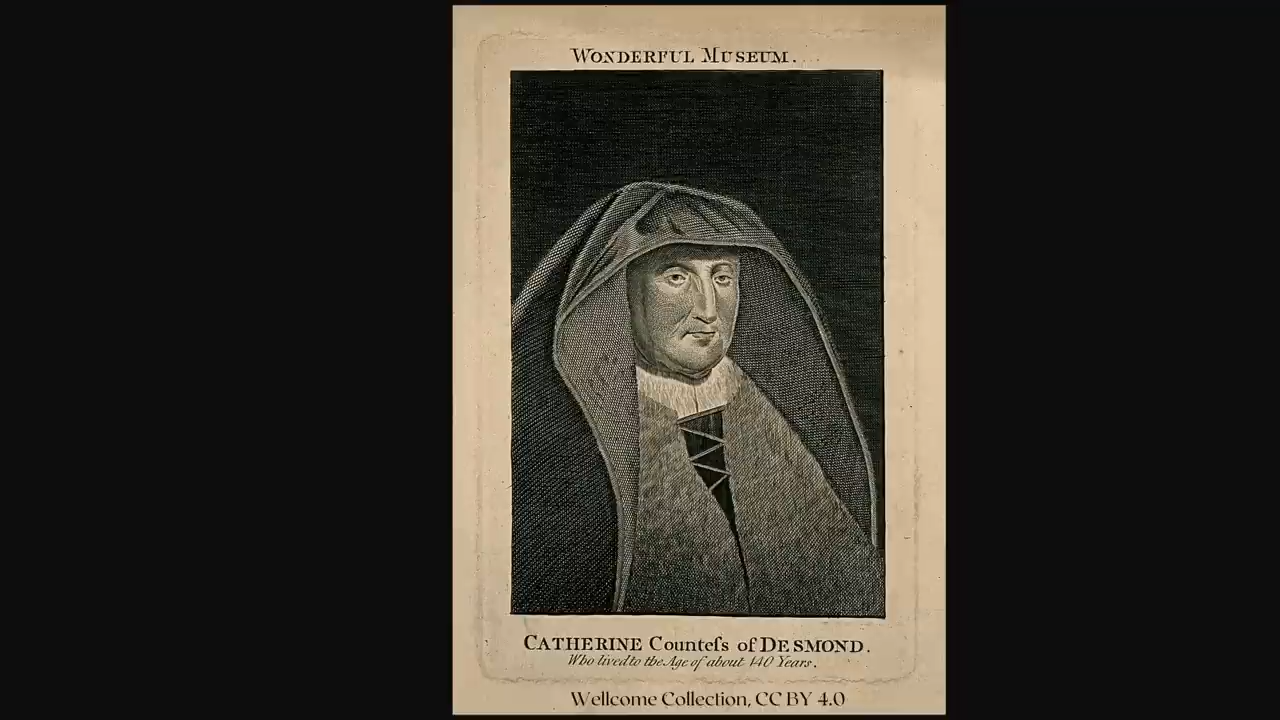 WONDERFUL MUSEUM.
CATHERINE Counteſs of DESMOND.
Who lived to the Age of about 140 Years.
Wellcome Collection, CC BY 4.0